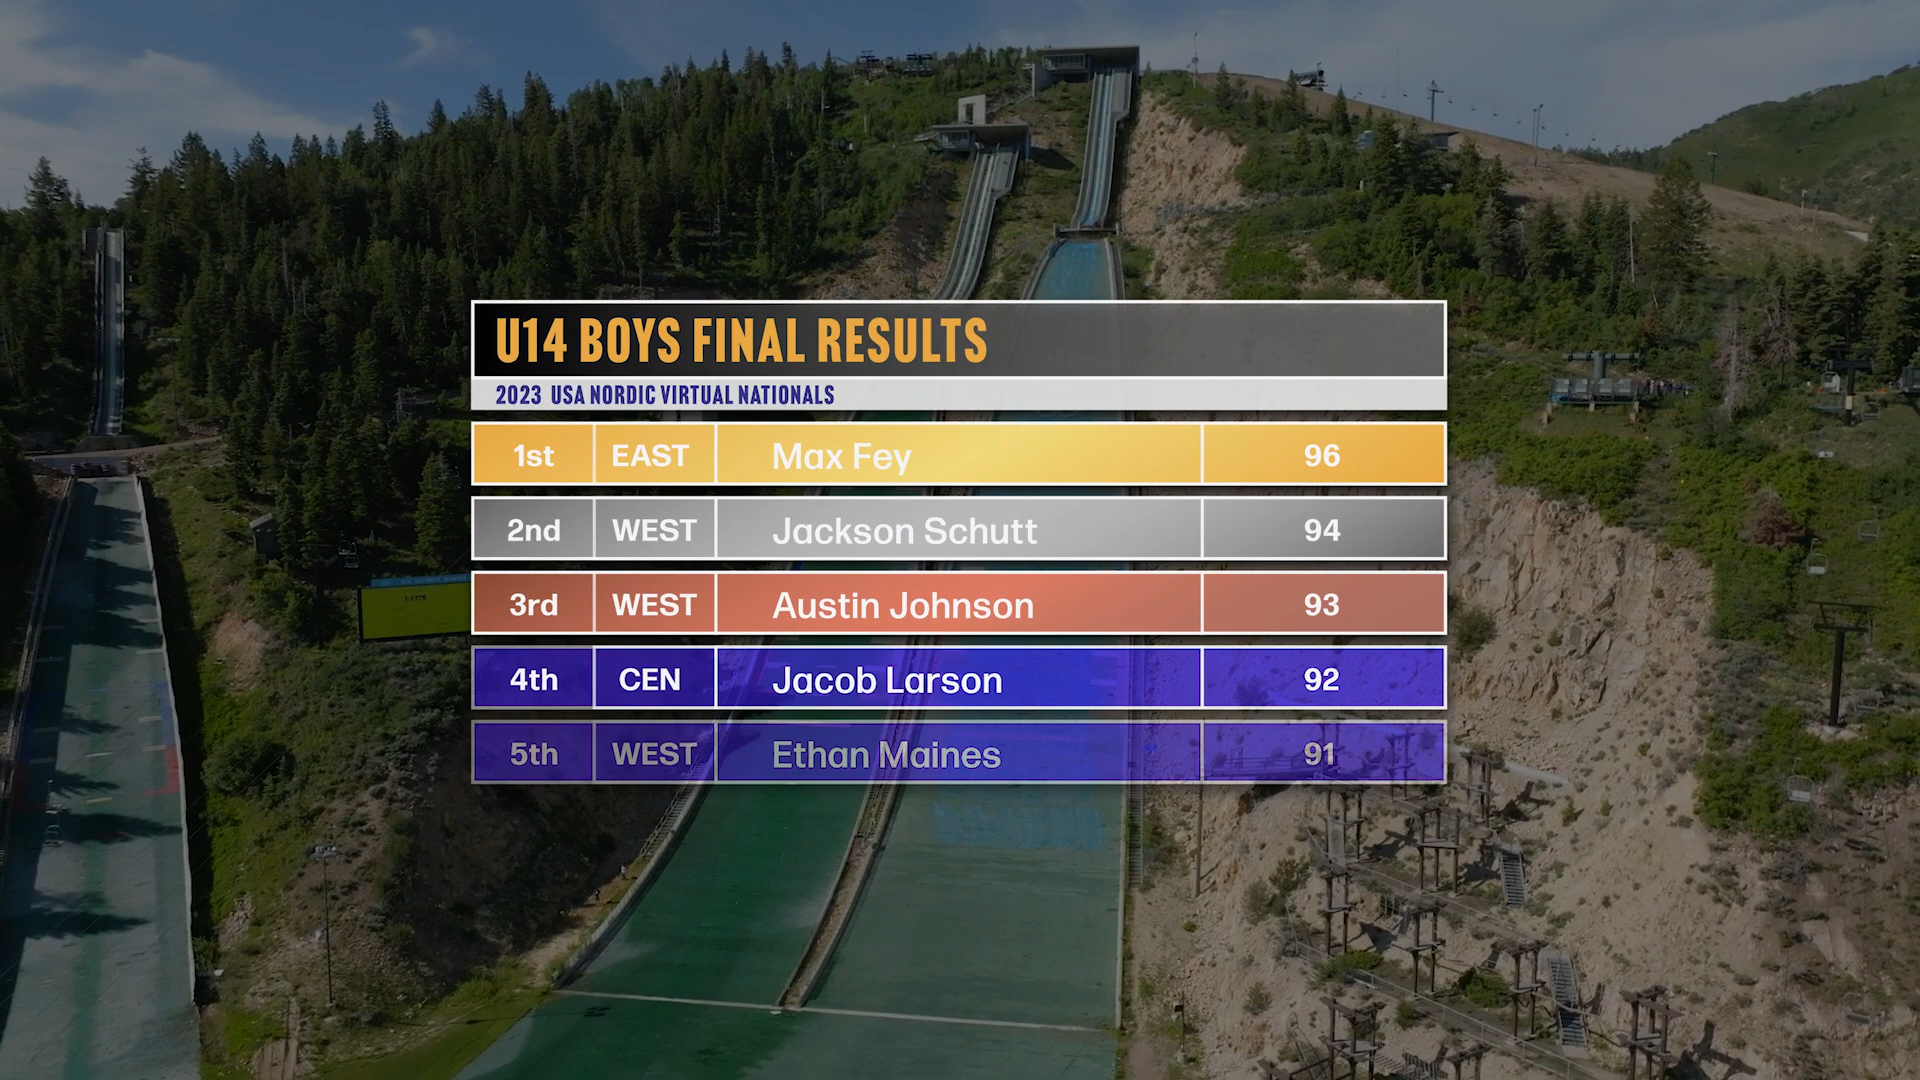 U14 BOYS FINAL RESULTS
2023 USA NORDIC VIRTUAL NATIONALS
1st EAST Max Fey 96
2nd WEST Jackson Schutt 94
3rd WEST Austin Johnson 93
4th CEN Jacob Larson 92
5th WEST Ethan Maines 91